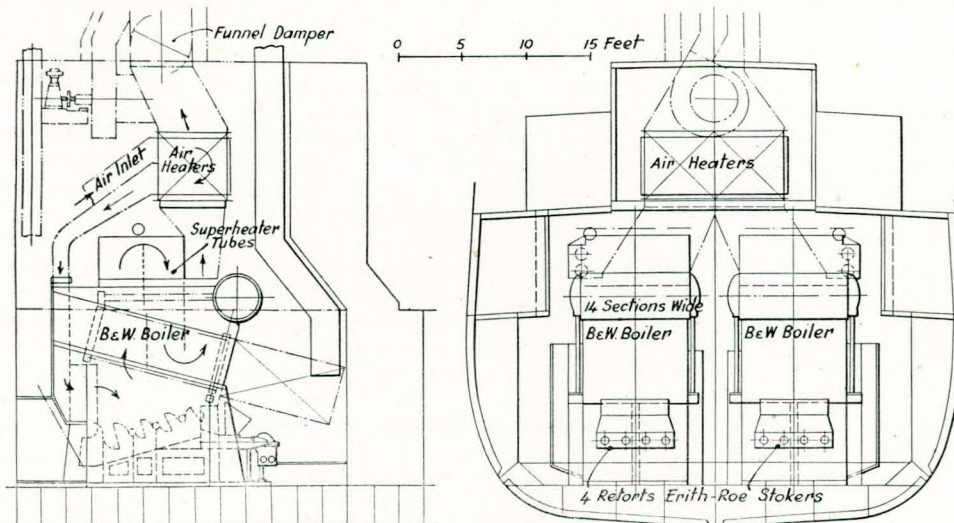 Funnel Damper
0 5 10 15 Feet
Air Inlet
Air
Heaters
Superheater
Tubes
B&W. Boiler
Air Heaters
14 Sections Wide
B&W. Boiler
B&W. Boiler
4 Retorts Erith-Roe Stokers